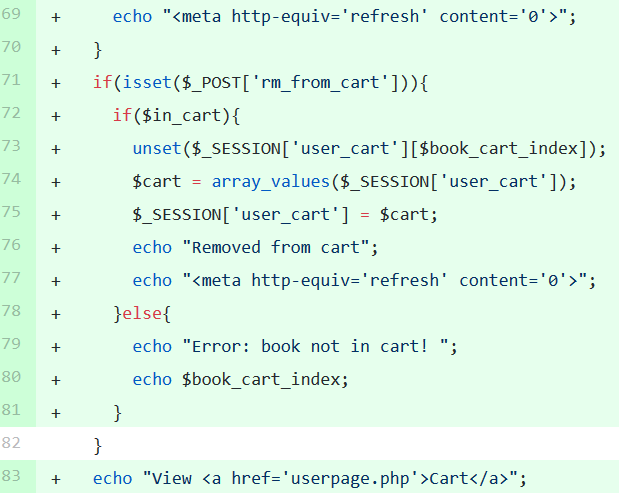 69 +     echo "<meta http-equiv='refresh' content='0'>";
70 +   }
71 +   if(isset($_POST['rm_from_cart'])){
72 +     if($in_cart){
73 +       unset($_SESSION['user_cart'][$book_cart_index]);
74 +       $cart = array_values($_SESSION['user_cart']);
75 +       $_SESSION['user_cart'] = $cart;
76 +       echo "Removed from cart";
77 +       echo "<meta http-equiv='refresh' content='0'>";
78 +     }else{
79 +       echo "Error: book not in cart! ";
80 +       echo $book_cart_index;
81 +     }
82     }
83 +   echo "View <a href='userpage.php'>Cart</a>";